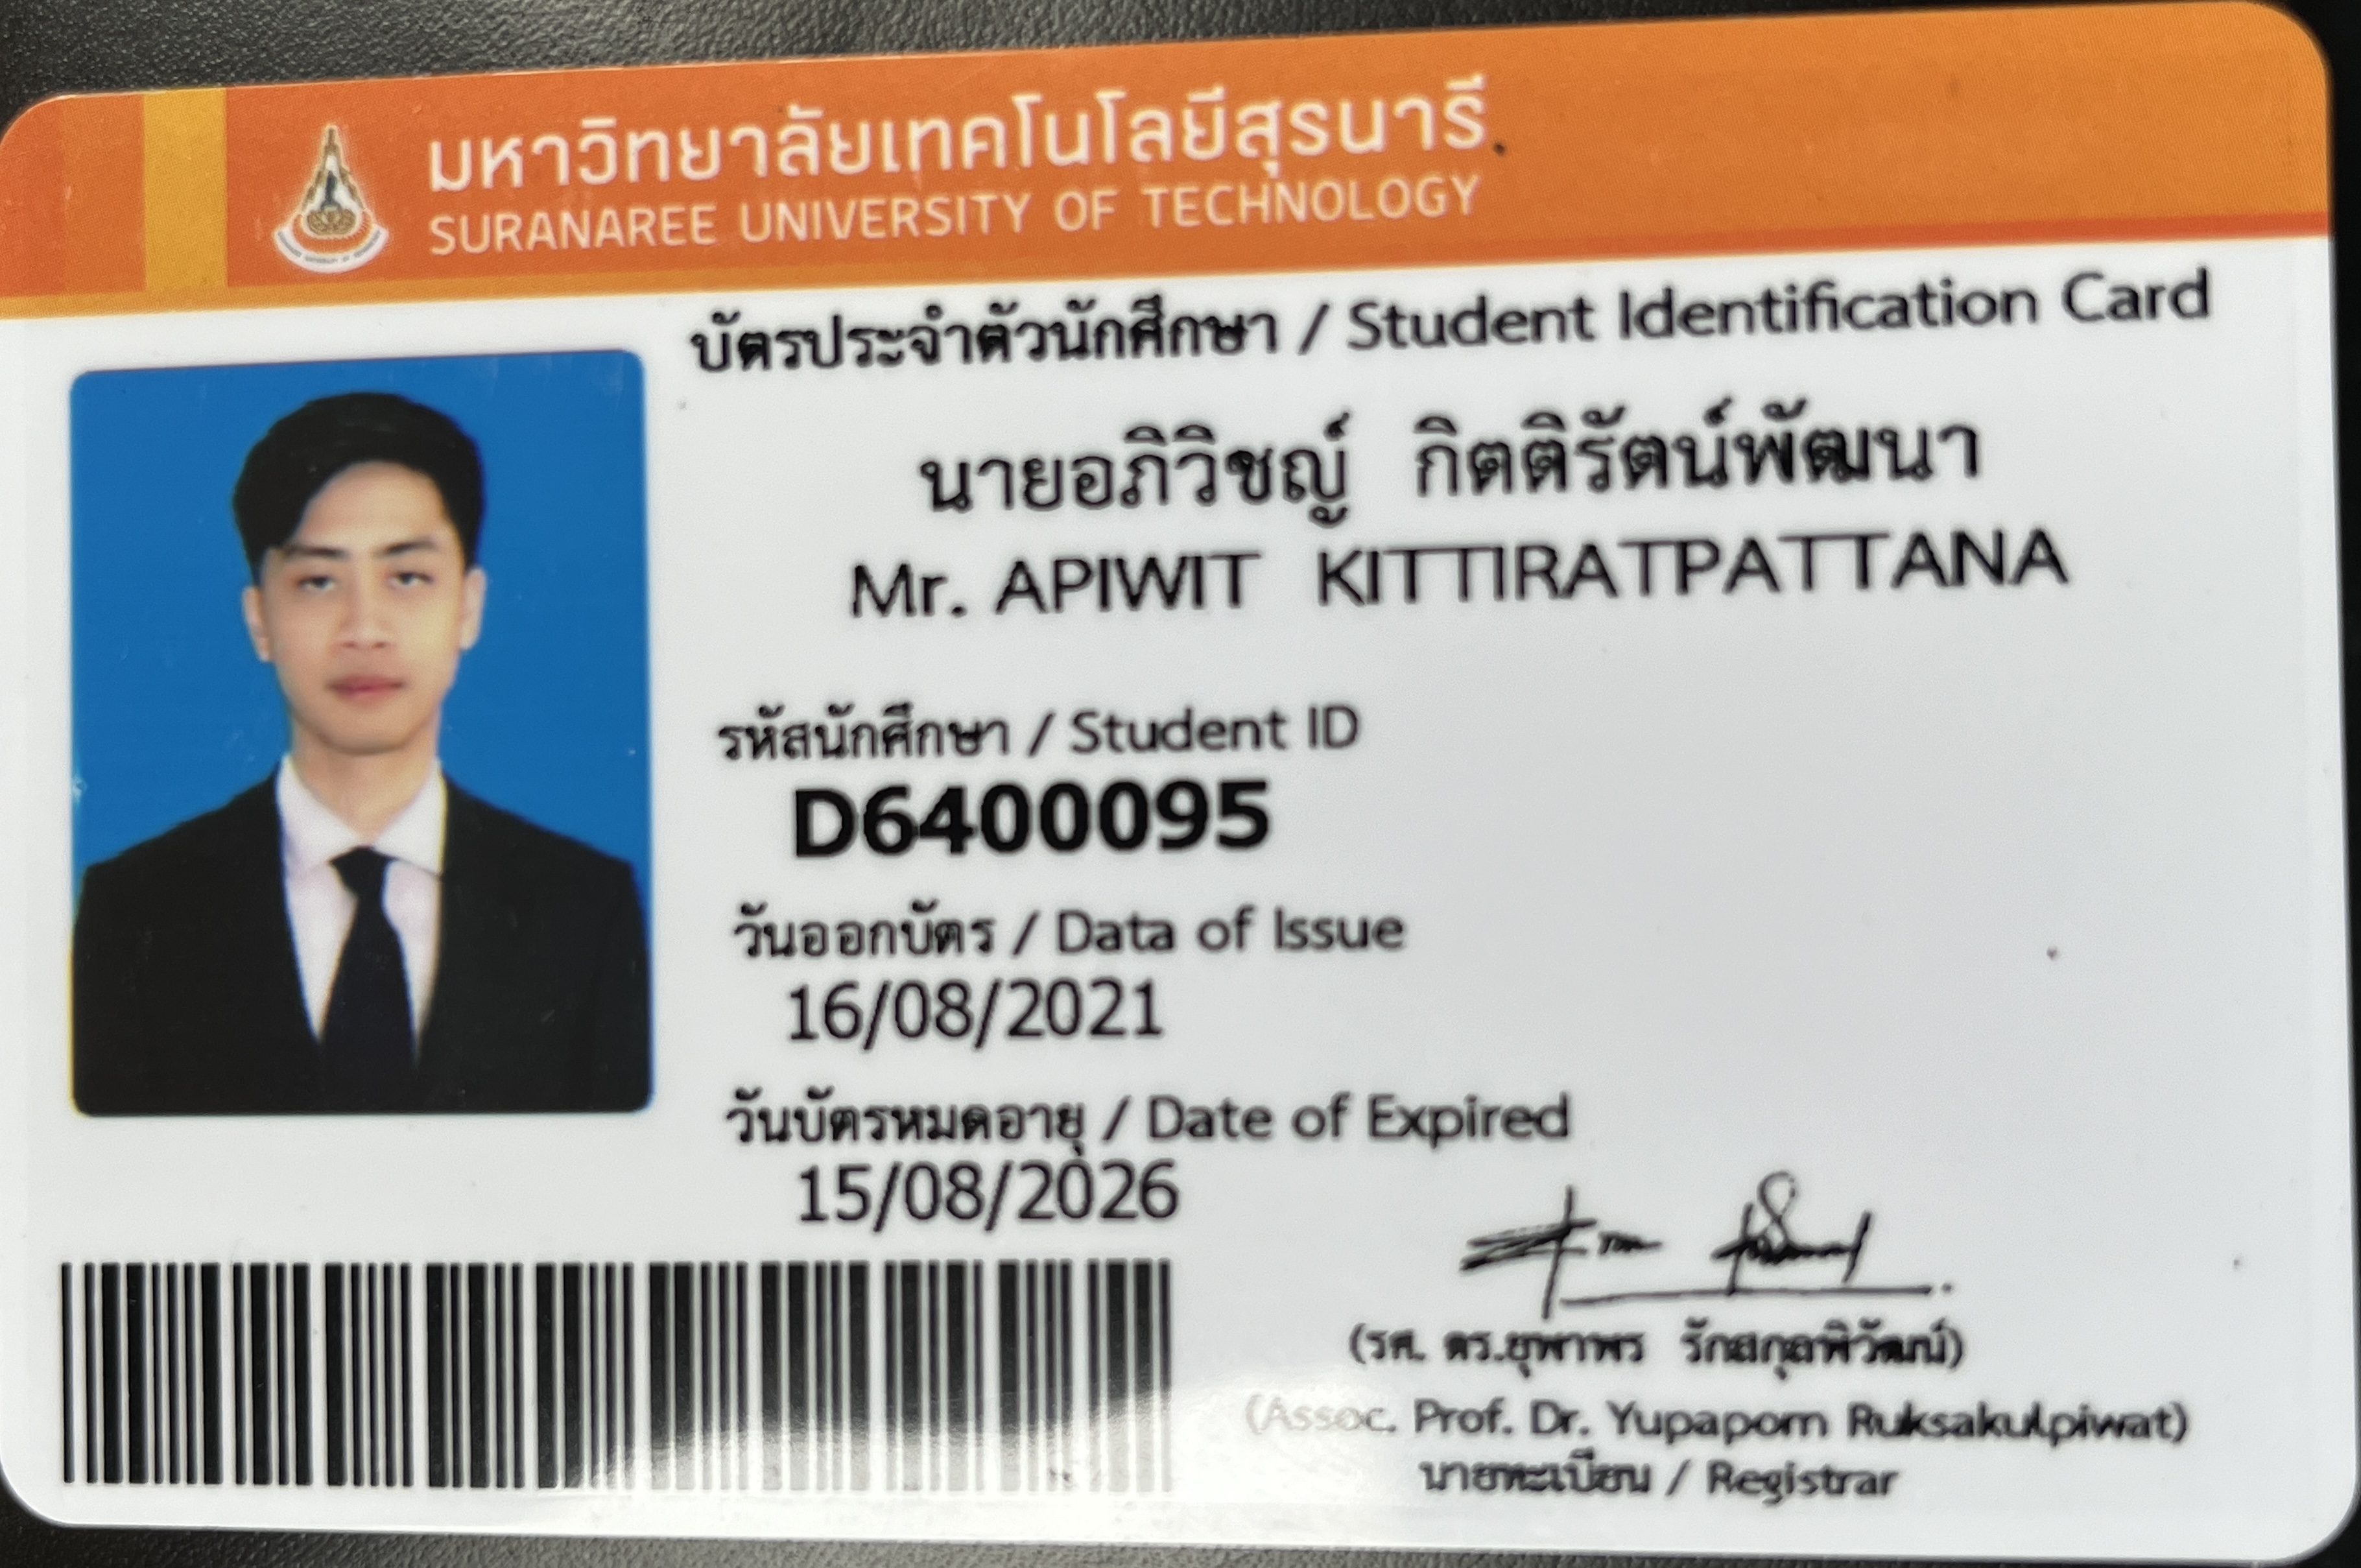 มหาวิทยาลัยเทคโนโลยีสุรนารี
SURANAREE UNIVERSITY OF TECHNOLOGY
บัตรประจำตัวนักศึกษา / Student Identification Card
นายอภิวิชญ์ กิตติรัตน์พัฒนา
Mr. APIWIT KITTIRATPATTANA
รหัสนักศึกษา / Student ID
D6400095
วันออกบัตร / Data of Issue
16/08/2021
วันบัตรหมดอายุ / Date of Expired
15/08/2026
(รศ. ดร.ยุพาพร รักสกุลพิวัฒน์)
(Assoc. Prof. Dr. Yupaporn Ruksakulpiwat)
นายทะเบียน / Registrar